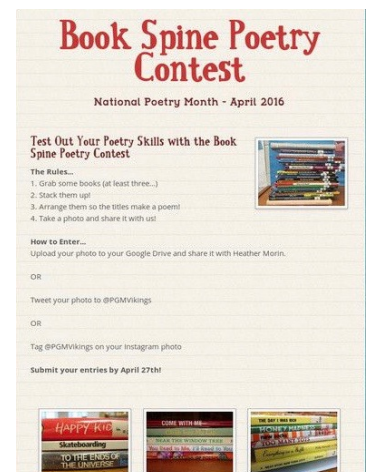 Book Spine Poetry
Contest
National Poetry Month - April 2016
Test Out Your Poetry Skills with the Book
Spine Poetry Contest
The Rules...
1. Grab some books (at least three...)
2. Stack them up!
3. Arrange them so the titles make a poem!
4. Take a photo and share it with us!
How to Enter...
Upload your photo to your Google Drive and share it with Heather Morin.
OR
Tweet your photo to @PGMVikings
OR
Tag @PGMVikings on your Instagram photo
Submit your entries by April 27th!
HAPPY KID
Skateboarding
TO THE ENDS OF
THE UNIVERSE
COME WITH ME
NEAR THE WINDOW TREE
THE DAY I WAS RICH